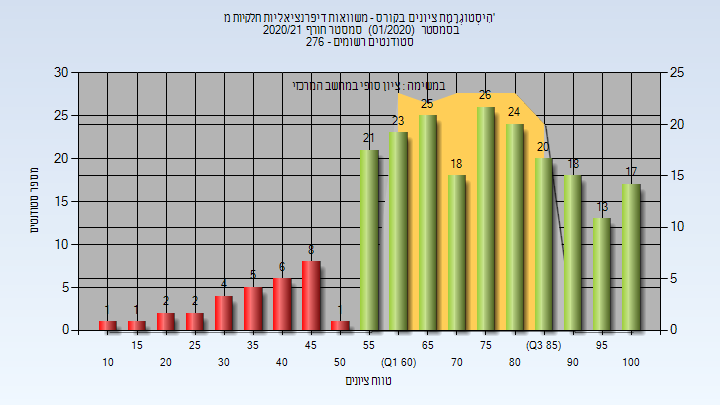 היסטוגרמת ציונים בקורס - משוואות דיפרנציאליות חלקיות מ'
בסמסטר (01/2020) סמסטר חורף 2020/21
סטודנטים רשומים - 276
במשימה : ציון סופי במחשב המרכזי
מספר סטודנטים
30 25 20 15 10 5 0
25 20 15 10 5 0
1 1 2 2 4 5 6 8 1 21 23 25 18 26 24 20 18 13 17
15 25 35 45 55 65 75 (Q3 85) 95
10 20 30 40 50 (Q1 60) 70 80 90 100
טווח ציונים